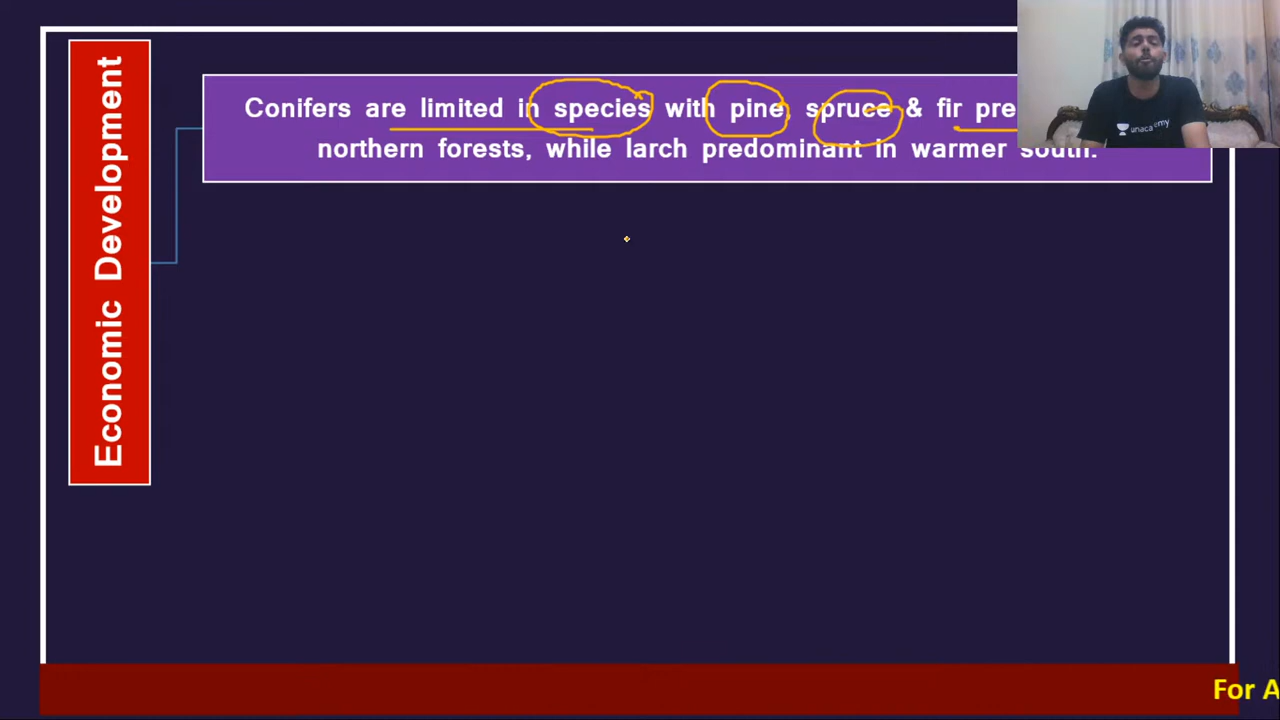 Economic Development
Conifers are limited in species with pine, spruce & fir
northern forests, while larch predominant in warmer south.
unacademy
For